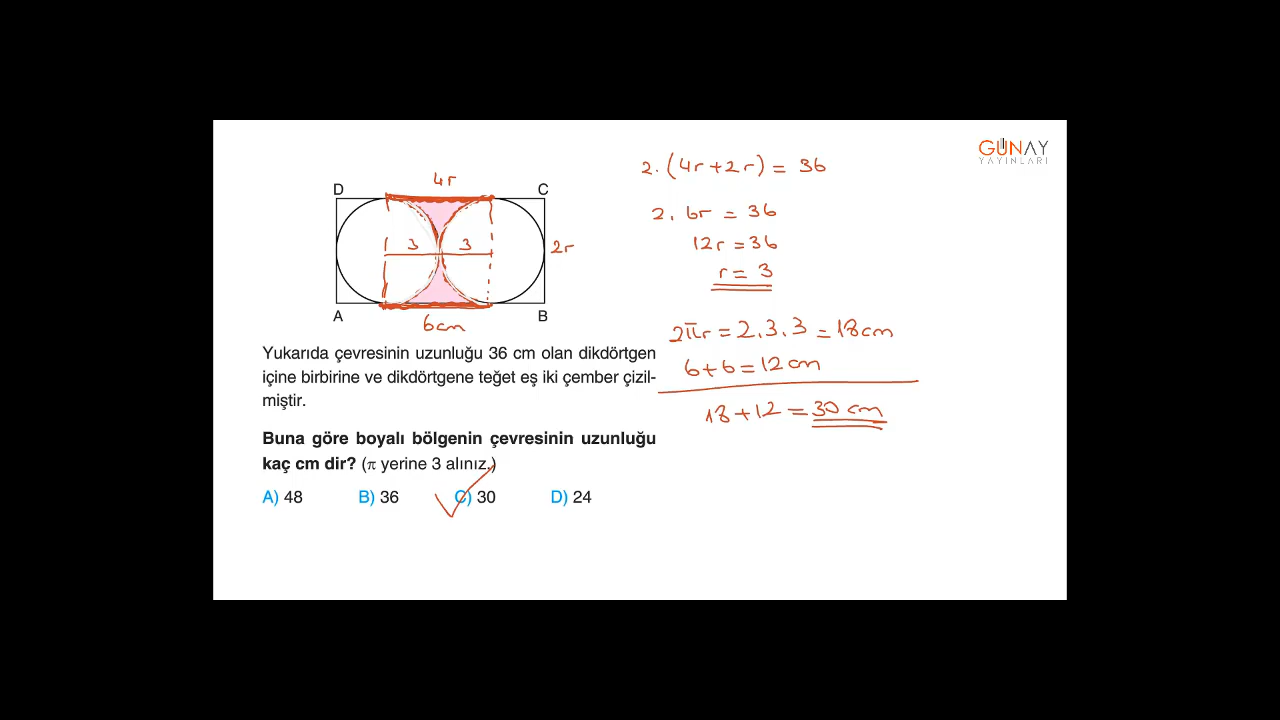 GÜNAY
YAYINLARI
4r
D
C
3
3
2r
A
B
6cm
2.(4r+2r) = 36
2. 6r = 36
12r = 36
r = 3
2πr = 2.3.3 = 18cm
6+6 = 12 cm
18+12 = 30 cm
Yukarıda çevresinin uzunluğu 36 cm olan dikdörtgen
içine birbirine ve dikdörtgene teğet eş iki çember çizil-
miştir.
Buna göre boyalı bölgenin çevresinin uzunluğu
kaç cm dir? (π yerine 3 alınız.)
A) 48 B) 36 C) 30 D) 24